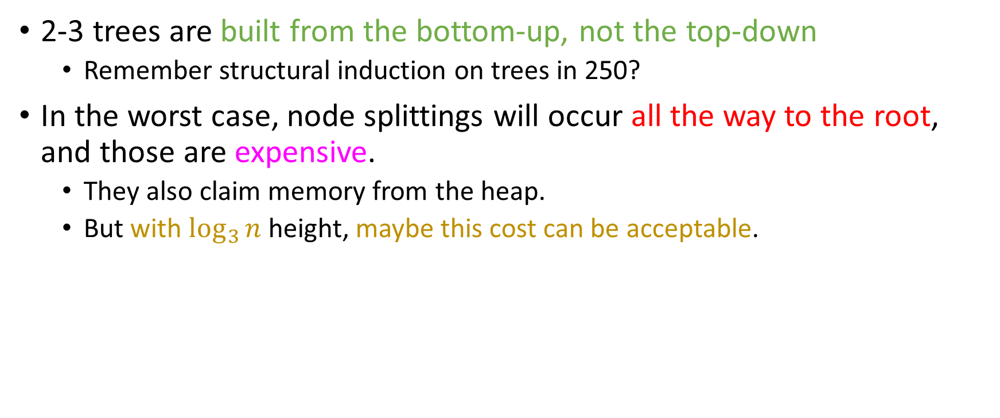 • 2-3 trees are built from the bottom-up, not the top-down
• Remember structural induction on trees in 250?
• In the worst case, node splittings will occur all the way to the root,
and those are expensive.
• They also claim memory from the heap.
• But with log₃ n height, maybe this cost can be acceptable.